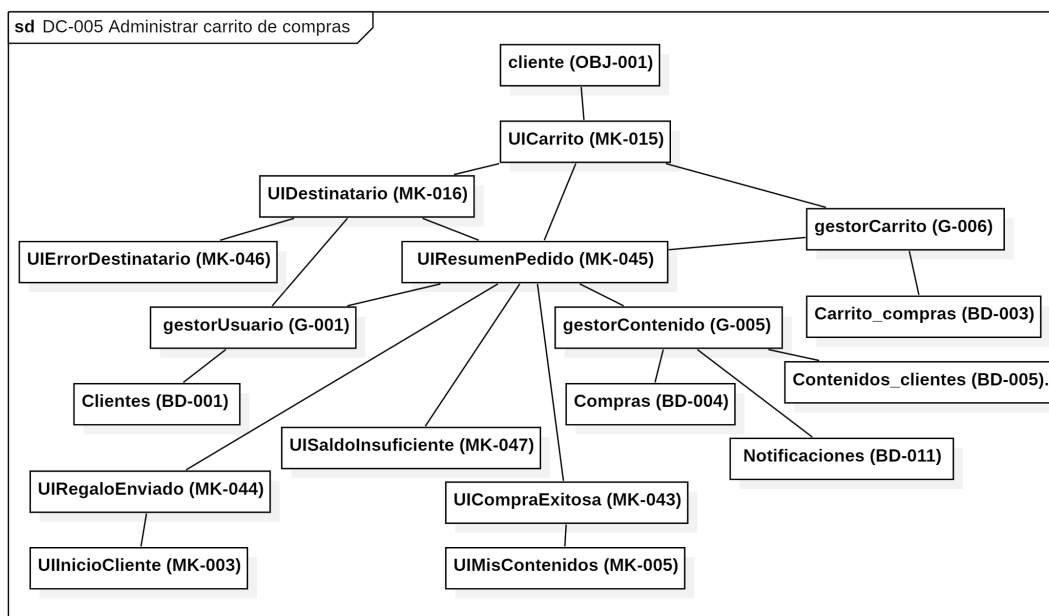 sd DC-005 Administrar carrito de compras
cliente (OBJ-001)
UICarrito (MK-015)
UIDestinatario (MK-016)
gestorCarrito (G-006)
UIErrorDestinatario (MK-046)
UIResumenPedido (MK-045)
gestorUsuario (G-001)
gestorContenido (G-005)
Carrito_compras (BD-003)
Clientes (BD-001)
Compras (BD-004)
Contenidos_clientes (BD-005).
UISaldoInsuficiente (MK-047)
Notificaciones (BD-011)
UIRegaloEnviado (MK-044)
UICompraExitosa (MK-043)
UIInicioCliente (MK-003)
UIMisContenidos (MK-005)